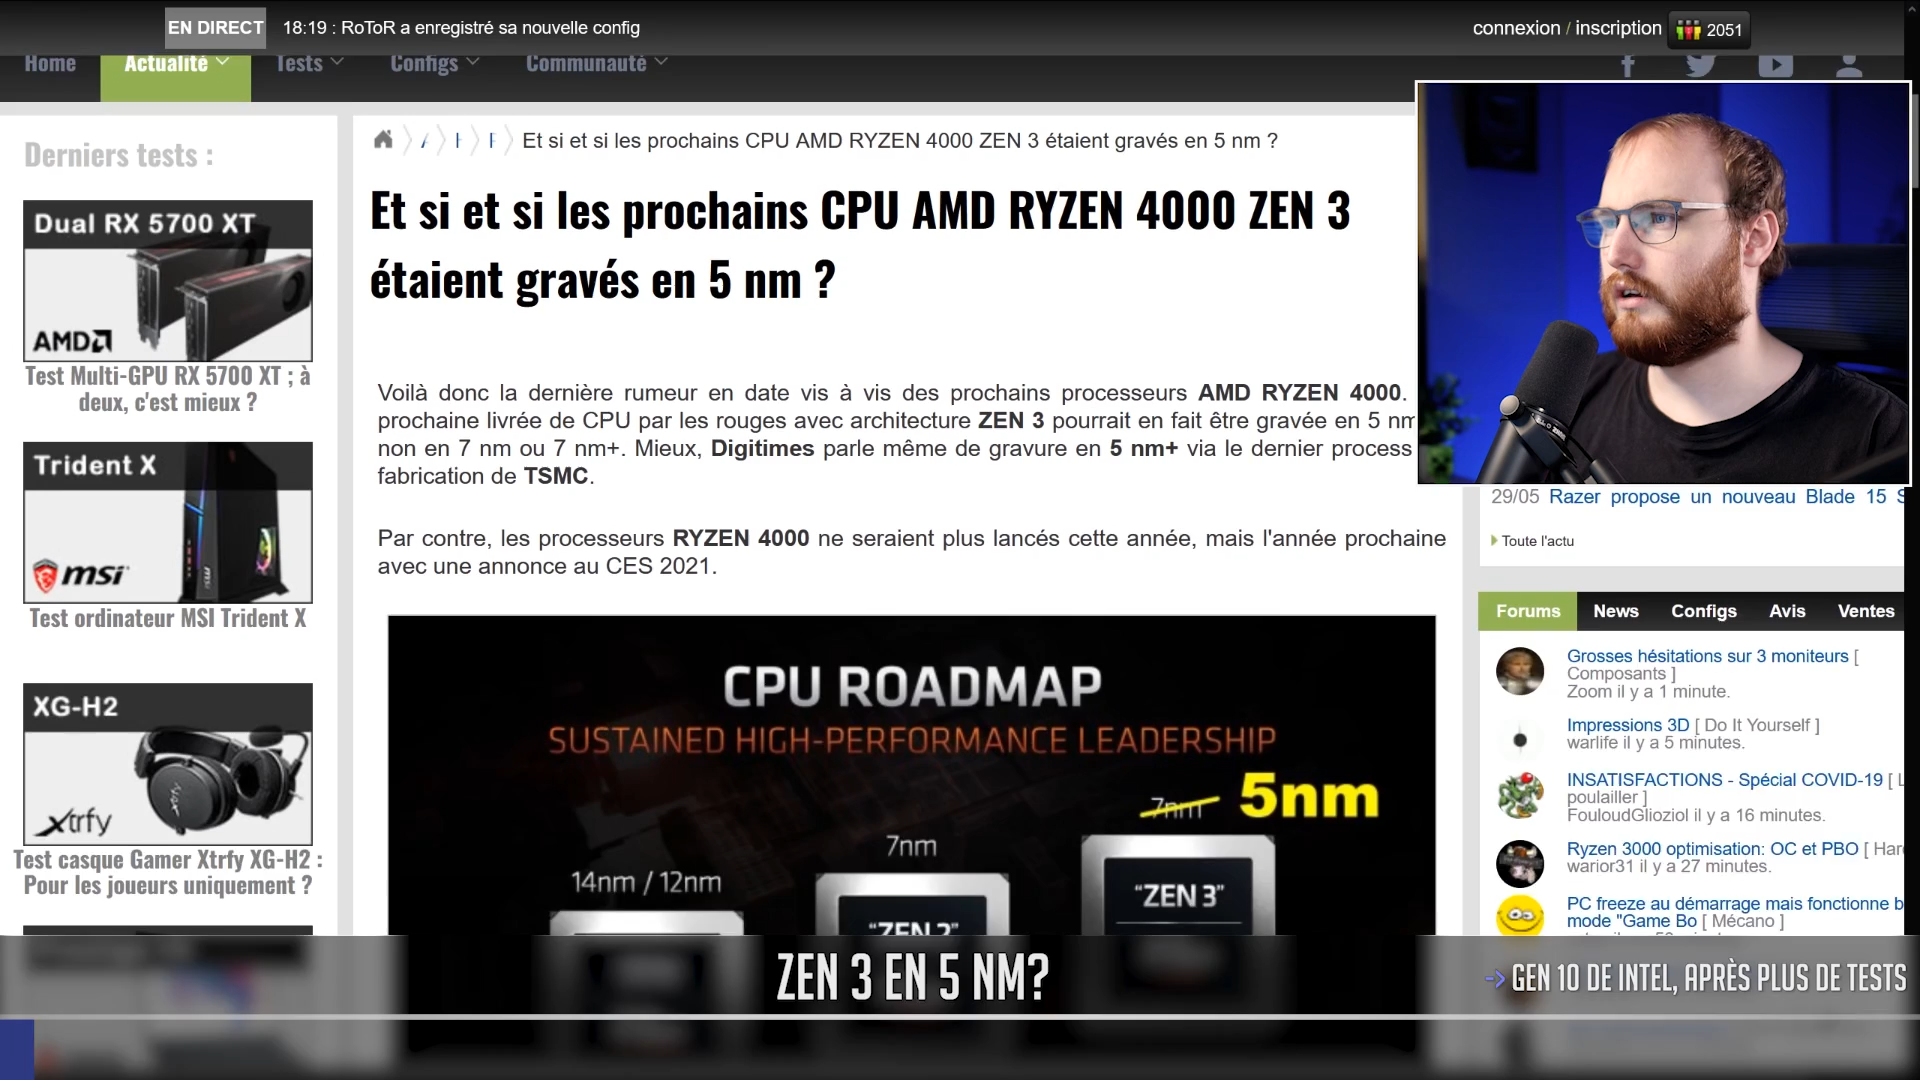 EN DIRECT
18:19 : RoToR a enregistré sa nouvelle config
connexion / inscription
2051
Home
Actualité
Tests
Configs
Communauté
Derniers tests :
Dual RX 5700 XT
AMD
Test Multi-GPU RX 5700 XT ; à
deux, c'est mieux ?
Trident X
msi
Test ordinateur MSI Trident X
XG-H2
xtrfy
Test casque Gamer Xtrfy XG-H2 :
Pour les joueurs uniquement ?
Et si et si les prochains CPU AMD RYZEN 4000 ZEN 3 étaient gravés en 5 nm ?
Et si et si les prochains CPU AMD RYZEN 4000 ZEN 3
étaient gravés en 5 nm ?
Voilà donc la dernière rumeur en date vis à vis des prochains processeurs AMD RYZEN 4000.
prochaine livrée de CPU par les rouges avec architecture ZEN 3 pourrait en fait être gravée en 5 nm
non en 7 nm ou 7 nm+. Mieux, Digitimes parle même de gravure en 5 nm+ via le dernier process
fabrication de TSMC.
Par contre, les processeurs RYZEN 4000 ne seraient plus lancés cette année, mais l'année prochaine
avec une annonce au CES 2021.
CPU ROADMAP
SUSTAINED HIGH-PERFORMANCE LEADERSHIP
7nm 5nm
7nm
14nm / 12nm
"ZEN 3"
"ZEN 2"
29/05 Razer propose un nouveau Blade 15 S
Toute l'actu
Forums
News
Configs
Avis
Ventes
Grosses hésitations sur 3 moniteurs [
Composants ]
Zoom il y a 1 minute.
Impressions 3D [ Do It Yourself ]
warlife il y a 5 minutes.
INSATISFACTIONS - Spécial COVID-19 [ L
poulailler ]
FouloudGlioziol il y a 16 minutes.
Ryzen 3000 optimisation: OC et PBO [ Har
warior31 il y a 27 minutes.
PC freeze au démarrage mais fonctionne
mode "Game Bo [ Mécano ]
ZEN 3 EN 5 NM?
-> GEN 10 DE INTEL, APRÈS PLUS DE TESTS